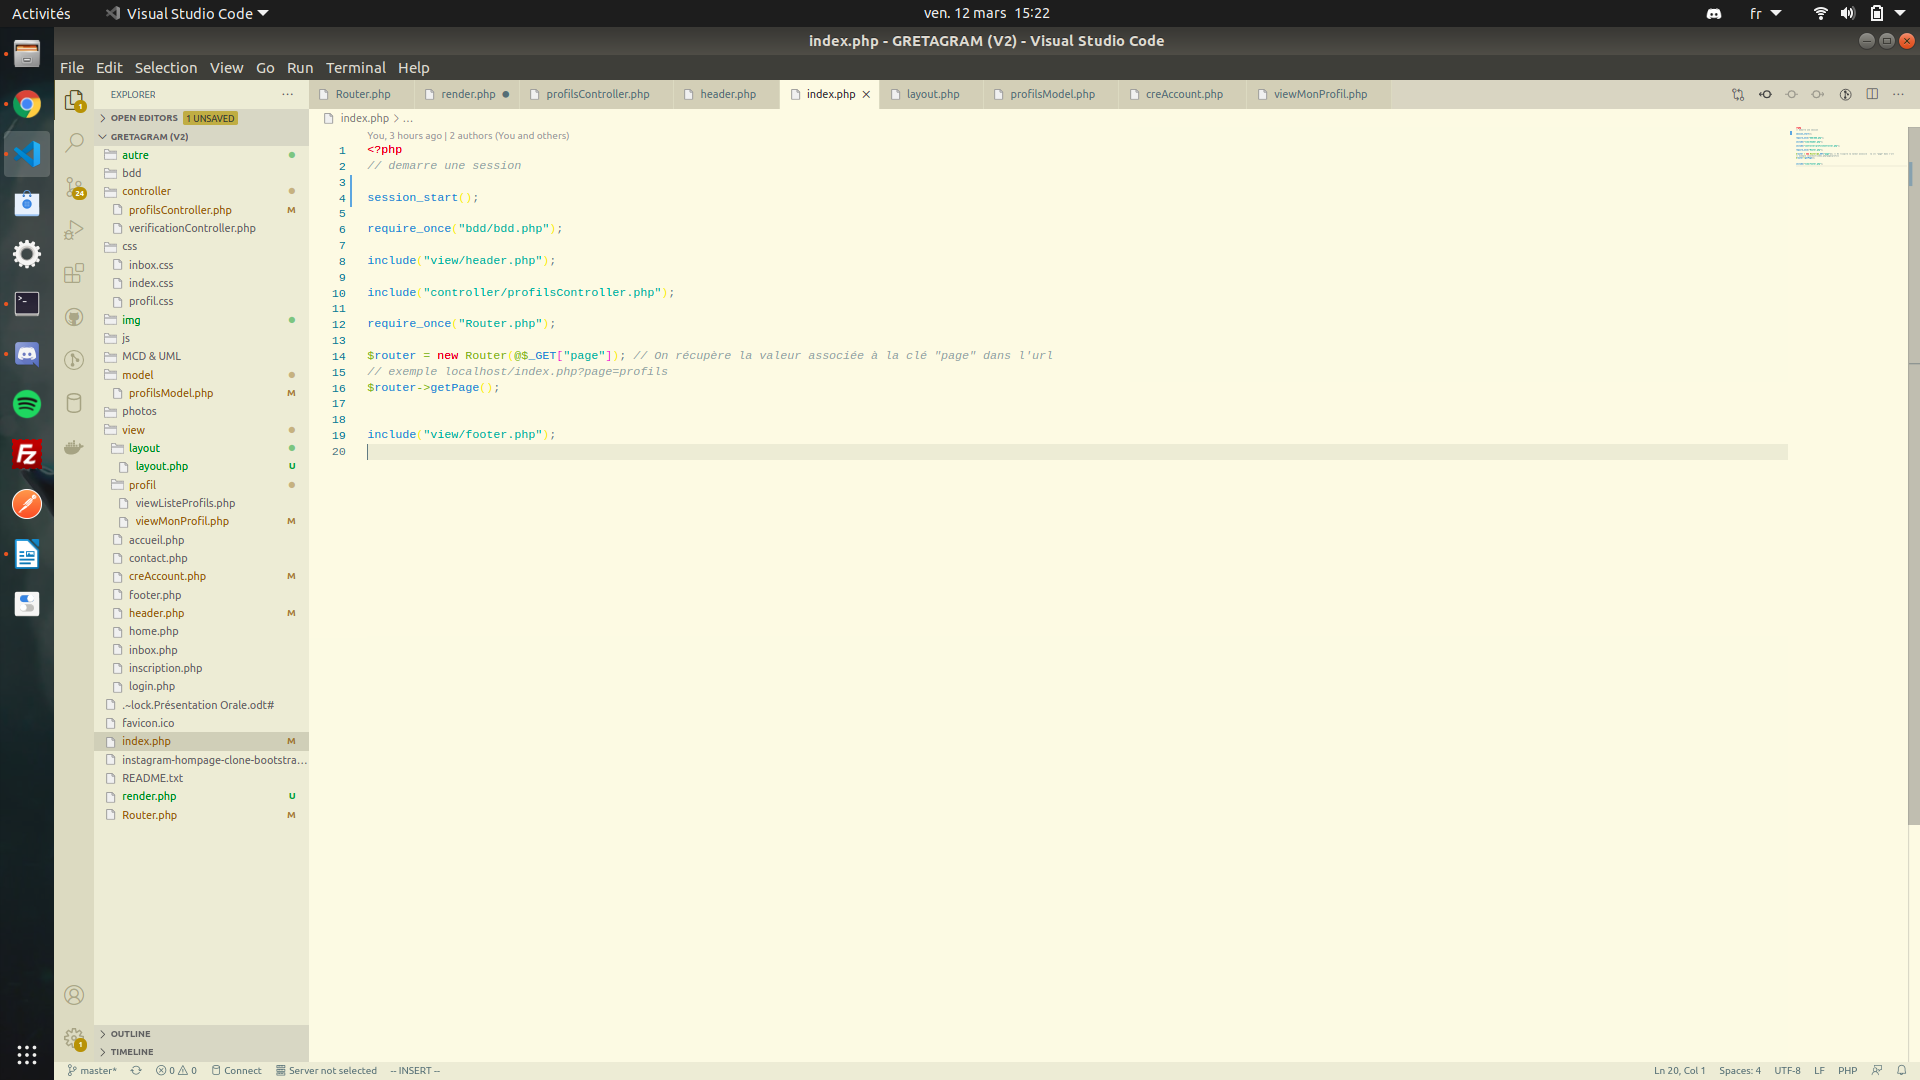 Activités Visual Studio Code ven. 12 mars 15:22 fr
index.php - GRETAGRAM (V2) - Visual Studio Code
File Edit Selection View Go Run Terminal Help
EXPLORER ···
OPEN EDITORS 1 UNSAVED
GRETAGRAM (V2)
autre
bdd
controller
profilsController.php M
verificationController.php
css
inbox.css
index.css
profil.css
img
js
MCD & UML
model
profilsModel.php M
photos
view
layout
layout.php U
profil
viewListeProfils.php
viewMonProfil.php M
accueil.php
contact.php
creAccount.php M
footer.php
header.php M
home.php
inbox.php
inscription.php
login.php
.~lock.Présentation Orale.odt#
favicon.ico
index.php M
instagram-hompage-clone-bootstra...
README.txt
render.php U
Router.php M
OUTLINE
TIMELINE
1
24
1
Router.php render.php profilsController.php header.php index.php layout.php profilsModel.php creAccount.php viewMonProfil.php ···
index.php > ...
You, 3 hours ago | 2 authors (You and others)
1 <?php
2 // demarre une session
3
4 session_start();
5
6 require_once("bdd/bdd.php");
7
8 include("view/header.php");
9
10 include("controller/profilsController.php");
11
12 require_once("Router.php");
13
14 $router = new Router(@$_GET["page"]); // On récupère la valeur associée à la clé "page" dans l'url
15 // exemple localhost/index.php?page=profils
16 $router->getPage();
17
18
19 include("view/footer.php");
20
master* 0 0 Connect Server not selected -- INSERT -- Ln 20, Col 1 Spaces: 4 UTF-8 LF PHP